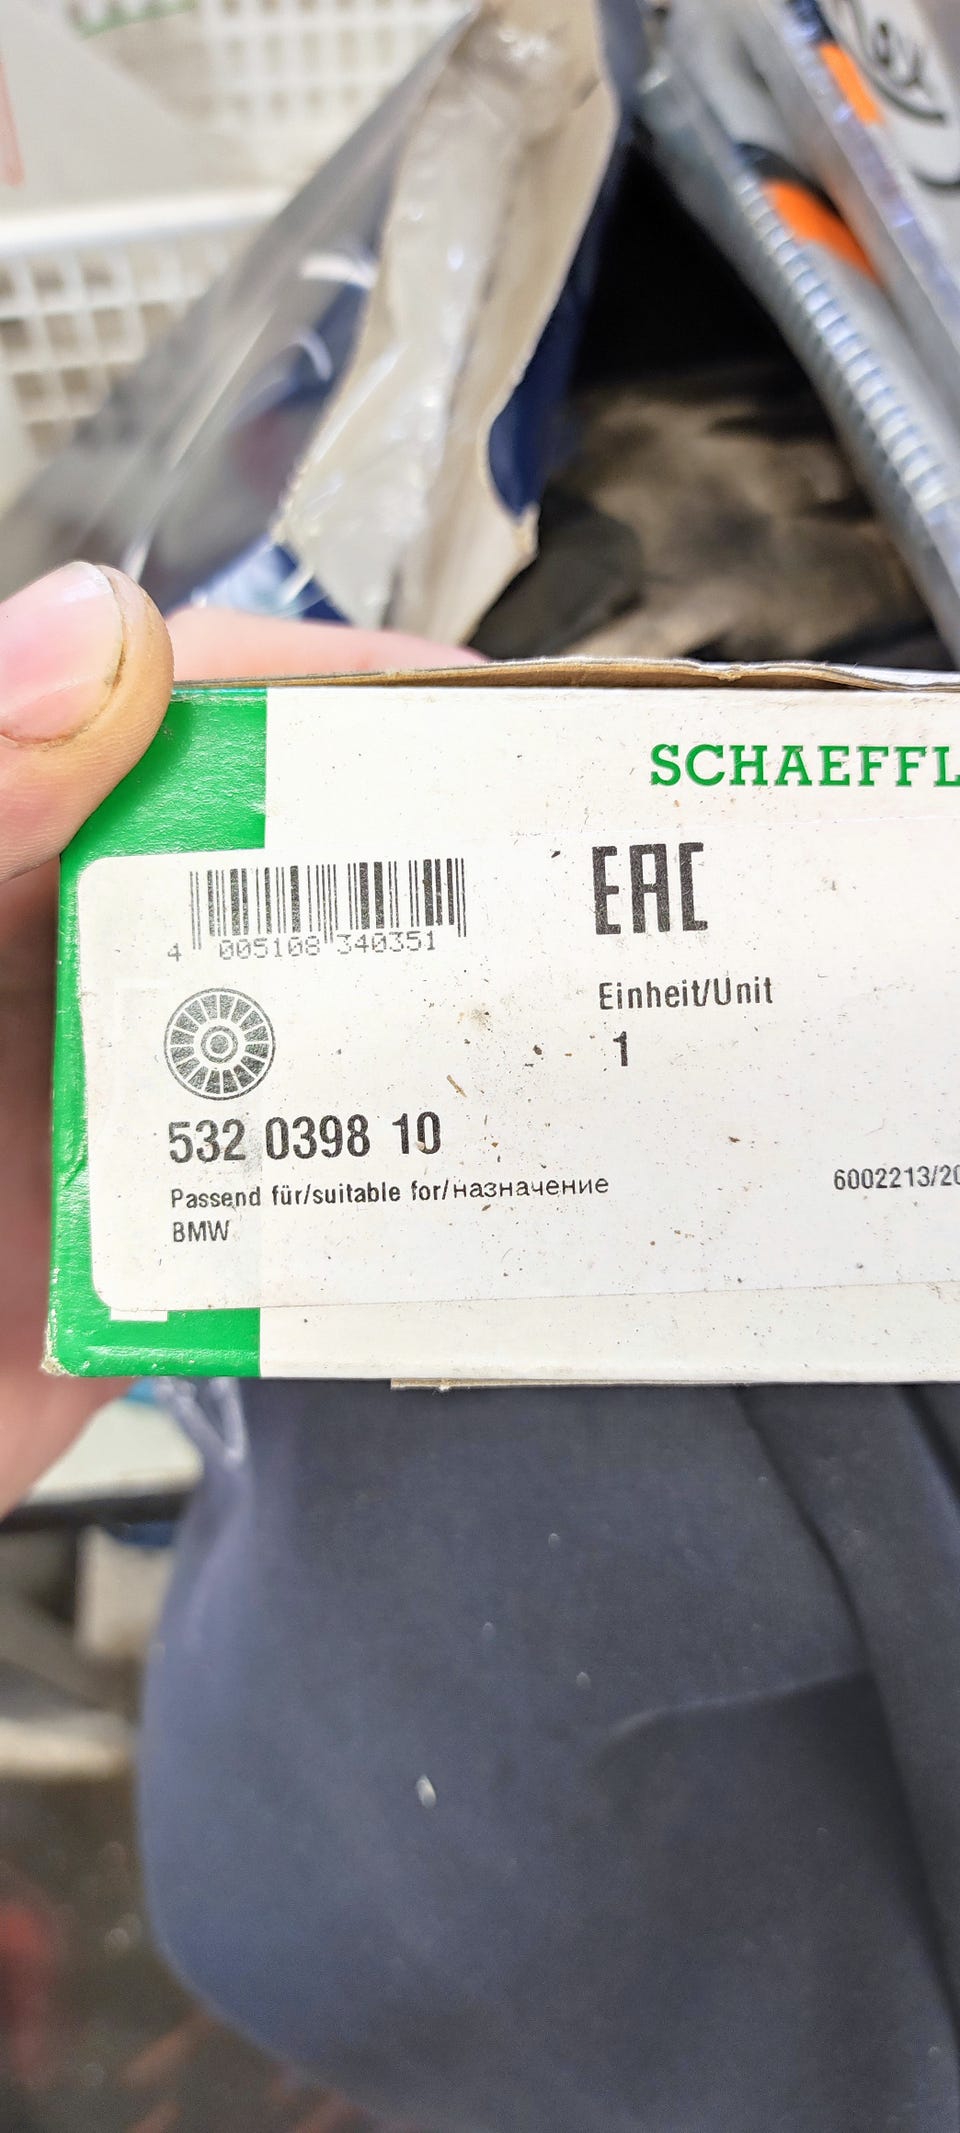 SCHAEFFL
EAC
4 005108 340351
Einheit/Unit
1
532 0398 10
Passend für/suitable for/назначение
BMW
6002213/20